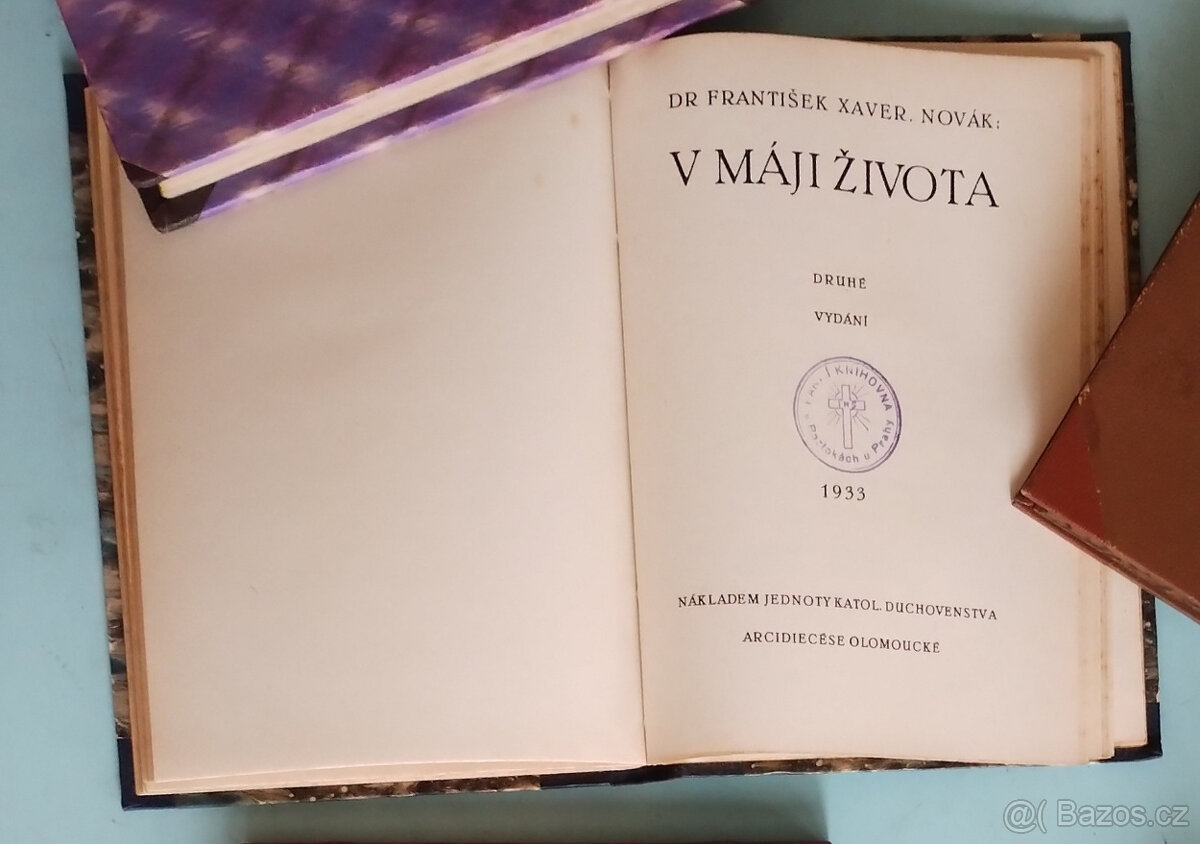 DR FRANTIŠEK XAVER. NOVÁK:
V MÁJI ŽIVOTA
DRUHÉ
VYDÁNÍ
KNIHOVNA
u Prahy
1933
NÁKLADEM JEDNOTY KATOL. DUCHOVENSTVA
ARCIDIECÉSE OLOMOUCKÉ
@( Bazos.cz